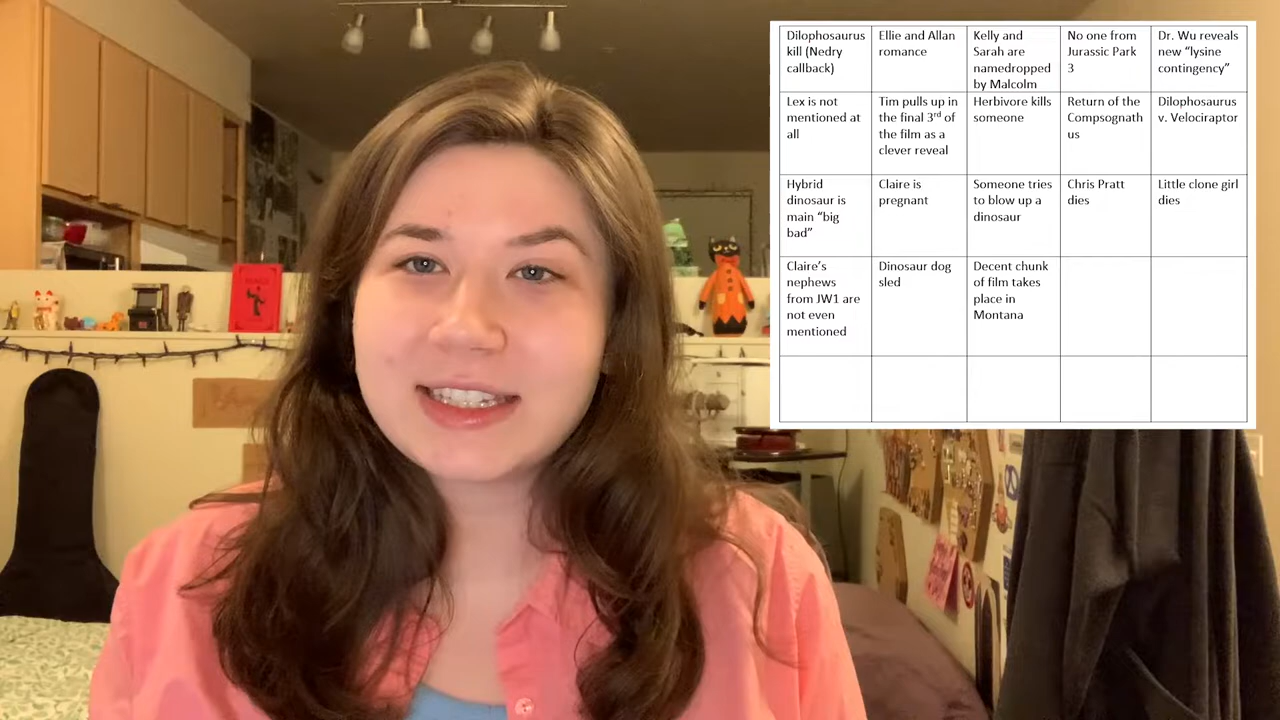 Dilophosaurus
kill (Nedry
callback)
Ellie and Allan
romance
Kelly and
Sarah are
namedropped
by Malcolm
No one from
Jurassic Park
3
Dr. Wu reveals
new “lysine
contingency”
Lex is not
mentioned at
all
Tim pulls up in
the final 3rd of
the film as a
clever reveal
Herbivore kills
someone
Return of the
Compsognath
us
Dilophosaurus
v. Velociraptor
Hybrid
dinosaur is
main “big
bad”
Claire is
pregnant
Someone tries
to blow up a
dinosaur
Chris Pratt
dies
Little clone girl
dies
Claire’s
nephews
from JW1 are
not even
mentioned
Dinosaur dog
sled
Decent chunk
of film takes
place in
Montana